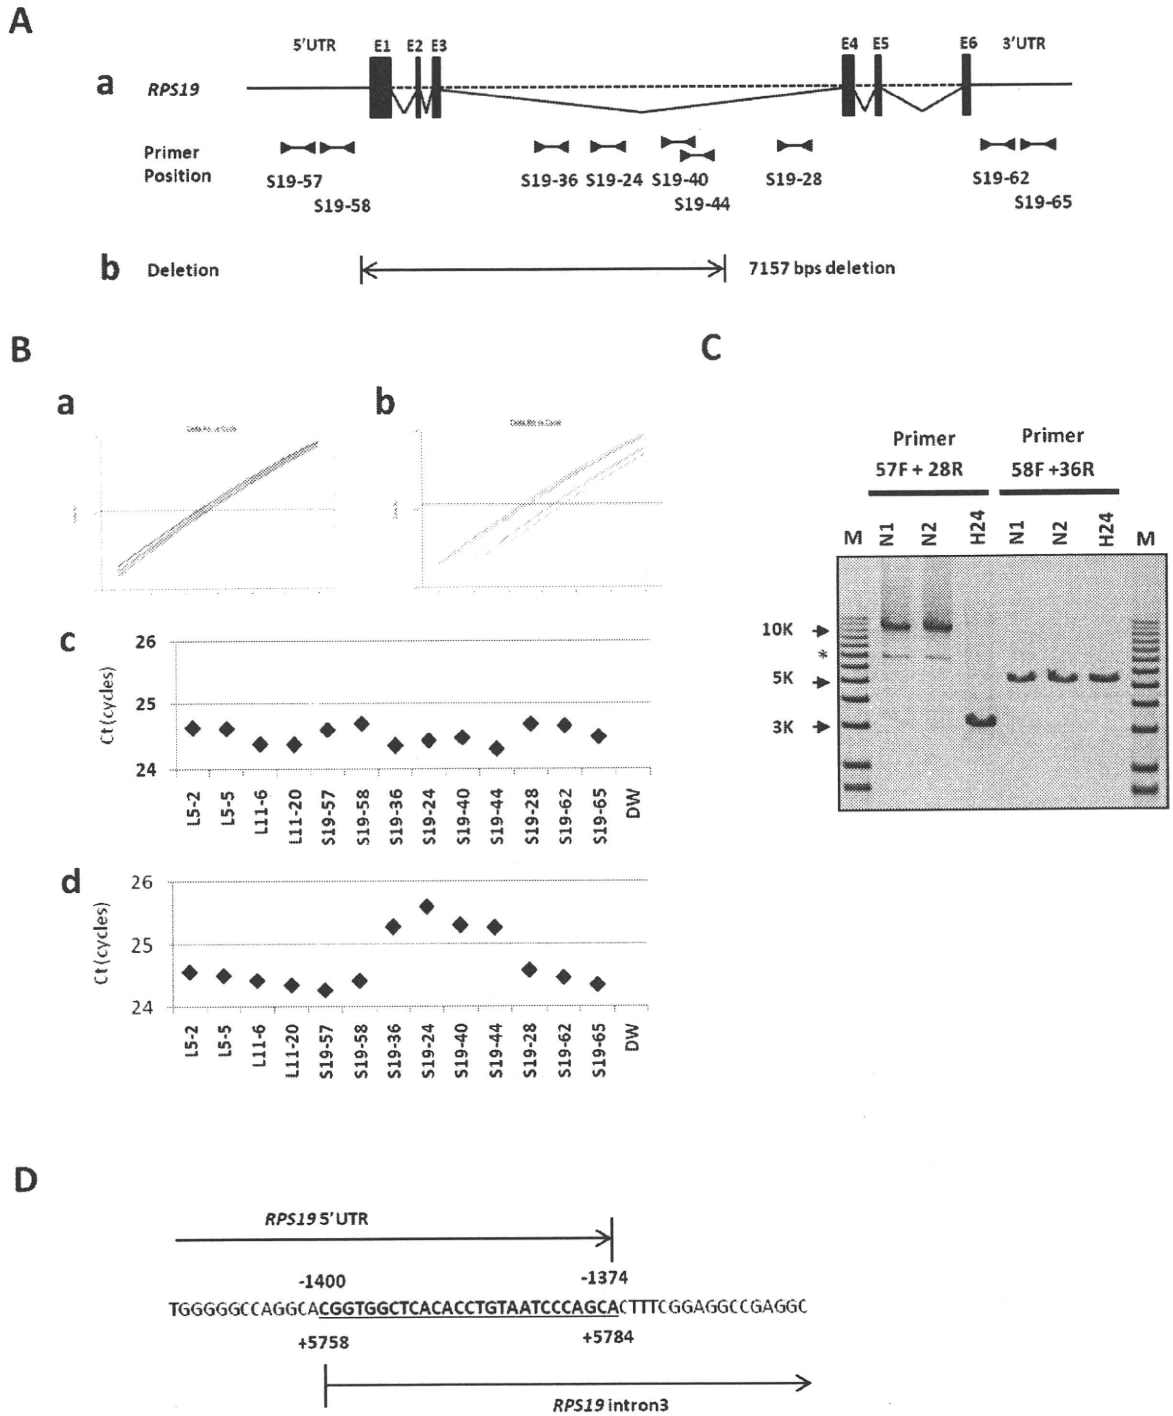 A
5'UTR E1 E2 E3 E4 E5 E6 3'UTR
a RPS19
Primer Position
S19-57 S19-36 S19-24 S19-40 S19-28 S19-62
S19-58 S19-44 S19-65
b Deletion 7157 bps deletion
B
a b
c
Ct (cycles)
26
25
24
L5-2 L5-5 L11-6 L11-20 S19-57 S19-58 S19-36 S19-24 S19-40 S19-44 S19-28 S19-62 S19-65 DW
d
Ct (cycles)
26
25
24
L5-2 L5-5 L11-6 L11-20 S19-57 S19-58 S19-36 S19-24 S19-40 S19-44 S19-28 S19-62 S19-65 DW
C
Primer Primer
57F + 28R 58F +36R
M N1 N2 H24 N1 N2 H24 M
10K
*
5K
3K
D
RPS19 5'UTR
-1400 -1374
TGGGGGCCAGGCACGGTGGCTCACACCTGTAATCCCAGCACTTTCGGAGGCCGAGGC
+5758 +5784
RPS19 intron3